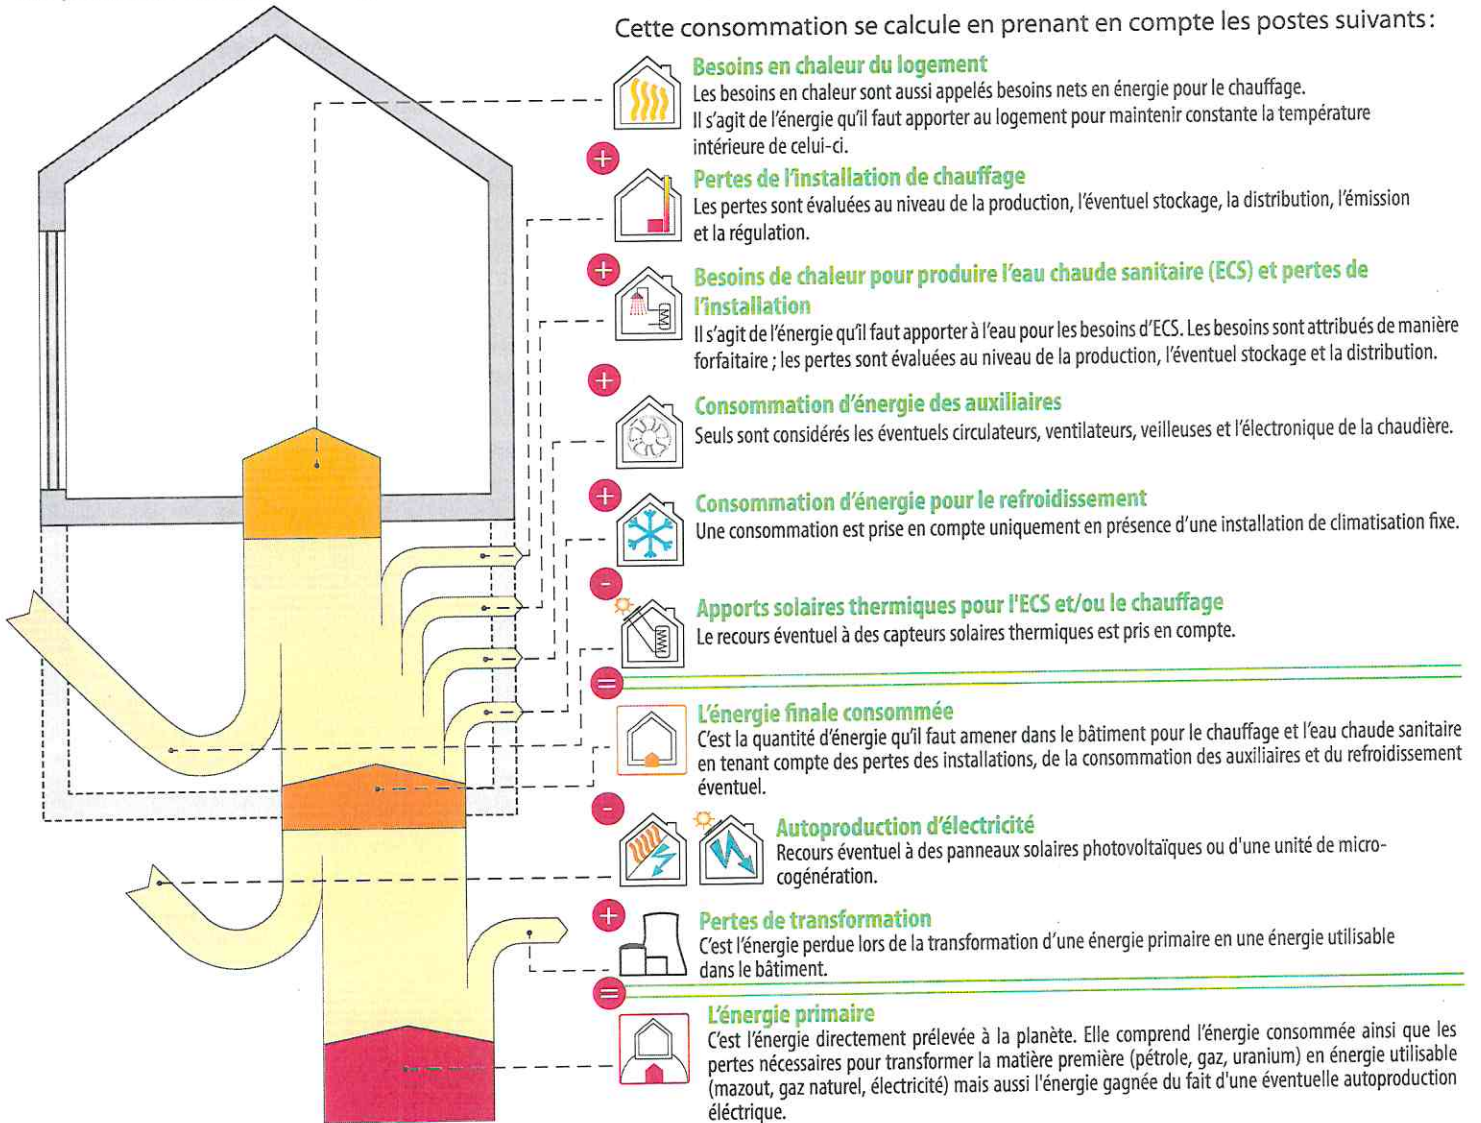 Cette consommation se calcule en prenant en compte les postes suivants :
Besoins en chaleur du logement
Les besoins en chaleur sont aussi appelés besoins nets en énergie pour le chauffage.
Il s'agit de l'énergie qu'il faut apporter au logement pour maintenir constante la température
intérieure de celui-ci.
+
Pertes de l'installation de chauffage
Les pertes sont évaluées au niveau de la production, l'éventuel stockage, la distribution, l'émission
et la régulation.
+
Besoins de chaleur pour produire l'eau chaude sanitaire (ECS) et pertes de
l'installation
Il s'agit de l'énergie qu'il faut apporter à l'eau pour les besoins d'ECS. Les besoins sont attribués de manière
forfaitaire ; les pertes sont évaluées au niveau de la production, l'éventuel stockage et la distribution.
+
Consommation d'énergie des auxiliaires
Seuls sont considérés les éventuels circulateurs, ventilateurs, veilleuses et l'électronique de la chaudière.
+
Consommation d'énergie pour le refroidissement
Une consommation est prise en compte uniquement en présence d'une installation de climatisation fixe.
-
Apports solaires thermiques pour l'ECS et/ou le chauffage
Le recours éventuel à des capteurs solaires thermiques est pris en compte.
=
L'énergie finale consommée
C'est la quantité d'énergie qu'il faut amener dans le bâtiment pour le chauffage et l'eau chaude sanitaire
en tenant compte des pertes des installations, de la consommation des auxiliaires et du refroidissement
éventuel.
-
Autoproduction d'électricité
Recours éventuel à des panneaux solaires photovoltaïques ou d'une unité de micro-
cogénération.
+
Pertes de transformation
C'est l'énergie perdue lors de la transformation d'une énergie primaire en une énergie utilisable
dans le bâtiment.
=
L'énergie primaire
C'est l'énergie directement prélevée à la planète. Elle comprend l'énergie consommée ainsi que les
pertes nécessaires pour transformer la matière première (pétrole, gaz, uranium) en énergie utilisable
(mazout, gaz naturel, électricité) mais aussi l'énergie gagnée du fait d'une éventuelle autoproduction
éléctrique.